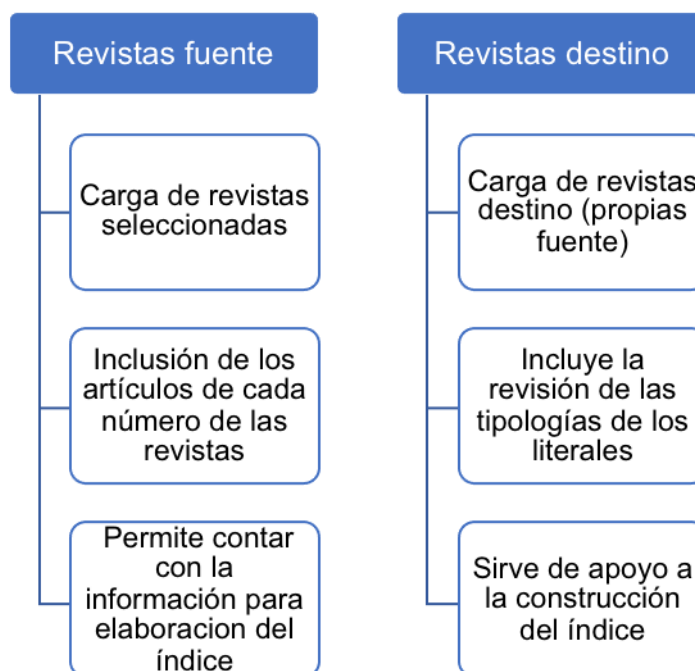 Revistas fuente
Carga de revistas
seleccionadas
Inclusión de los
artículos de cada
número de las
revistas
Permite contar
con la
información para
elaboracion del
índice
Revistas destino
Carga de revistas
destino (propias
fuente)
Incluye la
revisión de las
tipologías de los
literales
Sirve de apoyo a
la construcción
del índice